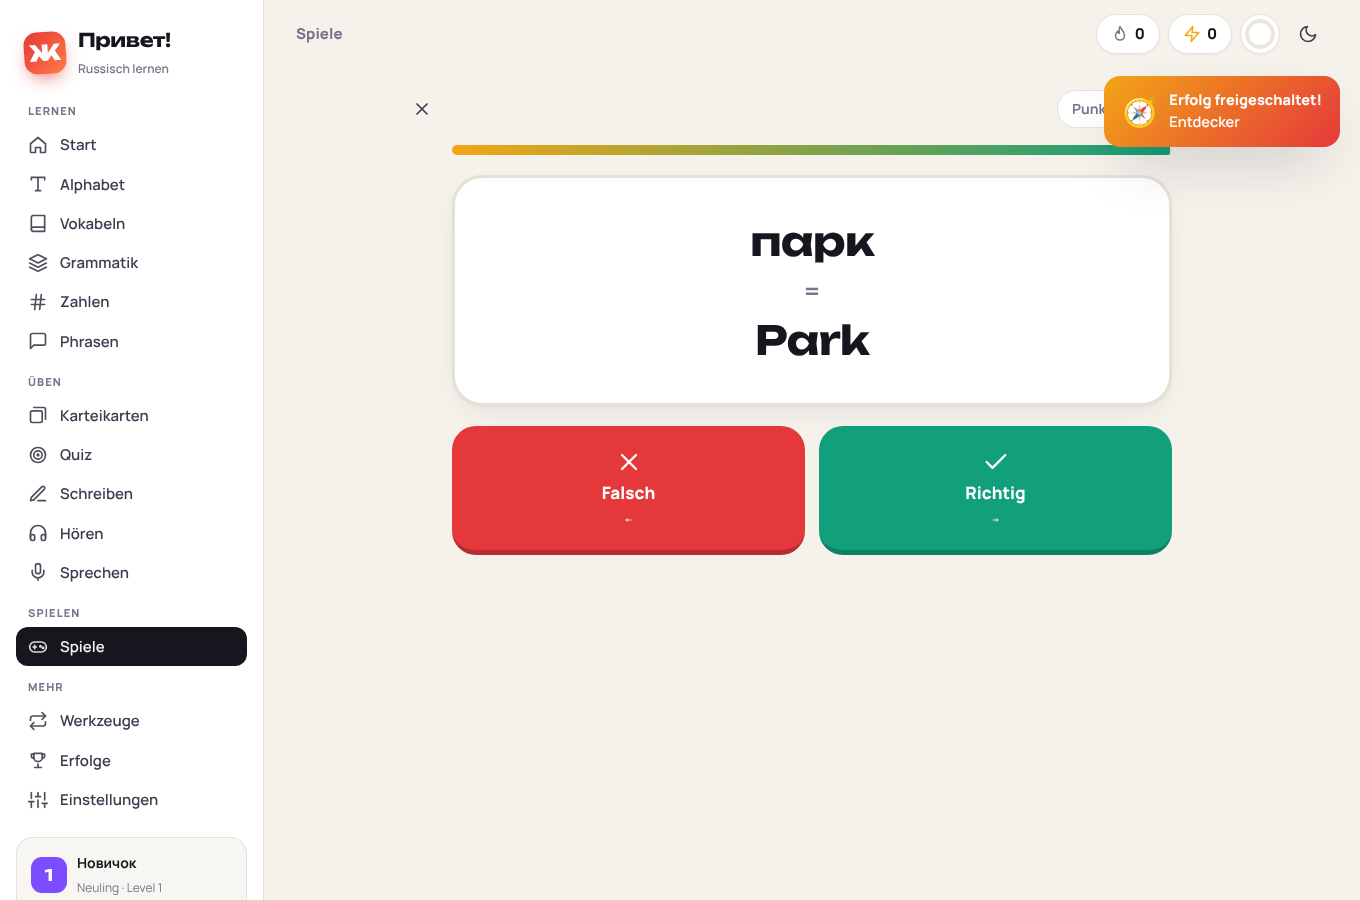 Ж
Привет!
Russisch lernen
LERNEN
Start
Alphabet
Vokabeln
Grammatik
Zahlen
Phrasen
ÜBEN
Karteikarten
Quiz
Schreiben
Hören
Sprechen
SPIELEN
Spiele
MEHR
Werkzeuge
Erfolge
Einstellungen
1
Новичок
Neuling · Level 1
Spiele
0
0
Erfolg freigeschaltet!
Entdecker
парк
=
Park
Falsch
←
Richtig
→